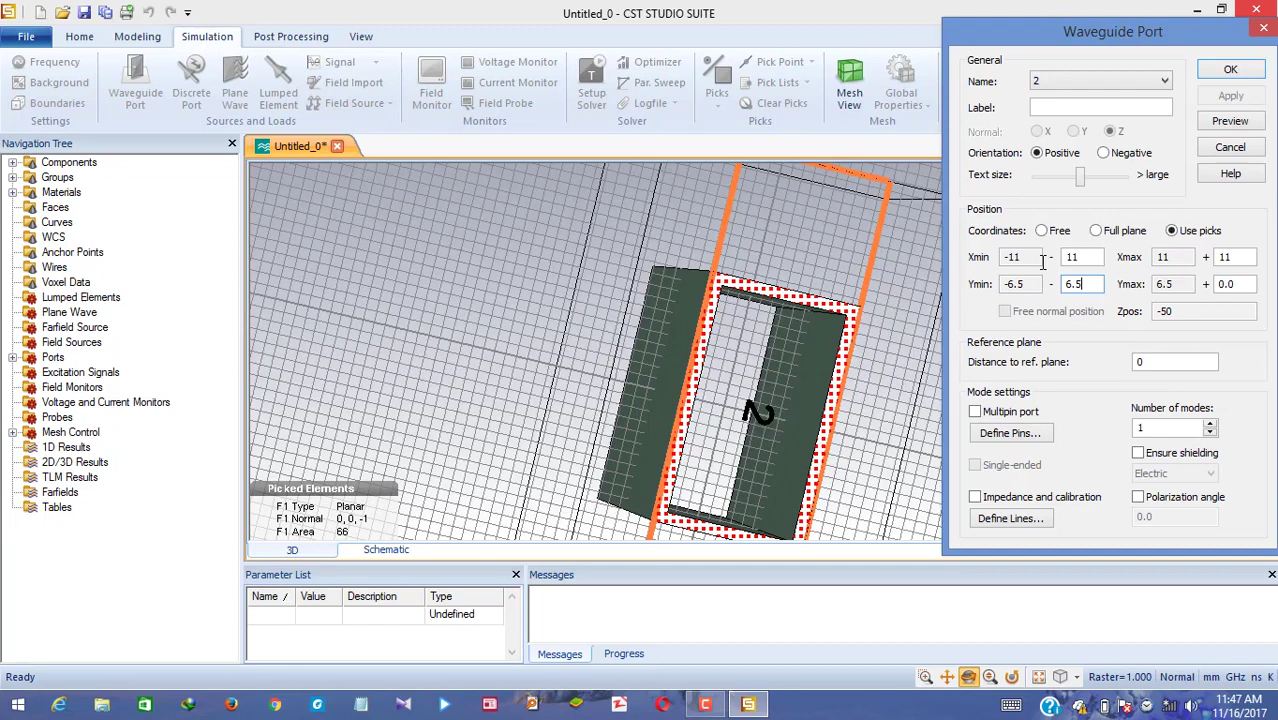 Untitled_0 - CST STUDIO SUITE
File
Home
Modeling
Simulation
Post Processing
View
Frequency
Background
Boundaries
Settings
Waveguide Port
Discrete Port
Plane Wave
Lumped Element
Signal
Field Import
Field Source
Sources and Loads
Field Monitor
Voltage Monitor
Current Monitor
Field Probe
Monitors
Setup Solver
Optimizer
Par. Sweep
Logfile
Solver
Picks
Pick Point
Pick Lists
Clear Picks
Picks
Mesh View
Global Properties
Mesh
Navigation Tree
Components
Groups
Materials
Faces
Curves
WCS
Anchor Points
Wires
Voxel Data
Lumped Elements
Plane Wave
Farfield Source
Field Sources
Ports
Excitation Signals
Field Monitors
Voltage and Current Monitors
Probes
Mesh Control
1D Results
2D/3D Results
TLM Results
Farfields
Tables
Untitled_0*
2
Picked Elements
F1 Type Planar
F1 Normal 0, 0, -1
F1 Area 66
3D
Schematic
Parameter List
Name / Value Description Type
Undefined
Messages
Messages
Progress
Waveguide Port
General
Name: 2
Label:
Normal: X Y Z
Orientation: Positive Negative
Text size: > large
OK
Apply
Preview
Cancel
Help
Position
Coordinates: Free Full plane Use picks
Xmin -11 - 11 Xmax 11 + 11
Ymin: -6.5 - 6.5 Ymax: 6.5 + 0.0
Free normal position Zpos: -50
Reference plane
Distance to ref. plane: 0
Mode settings
Multipin port
Define Pins...
Single-ended
Impedance and calibration
Define Lines...
Number of modes:
1
Ensure shielding
Electric
Polarization angle
0.0
Ready
Raster=1.000 Normal mm GHz ns K
11:47 AM
11/16/2017